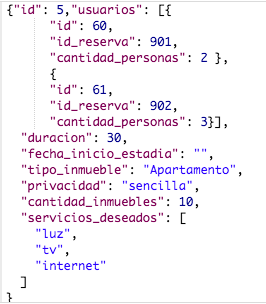 {"id": 5,"usuarios": [{
"id": 60,
"id_reserva": 901,
"cantidad_personas": 2 },
{
"id": 61,
"id_reserva": 902,
"cantidad_personas": 3}],
"duracion": 30,
"fecha_inicio_estadia": "",
"tipo_inmueble": "Apartamento",
"privacidad": "sencilla",
"cantidad_inmuebles": 10,
"servicios_deseados": [
"luz",
"tv",
"internet"
]
}